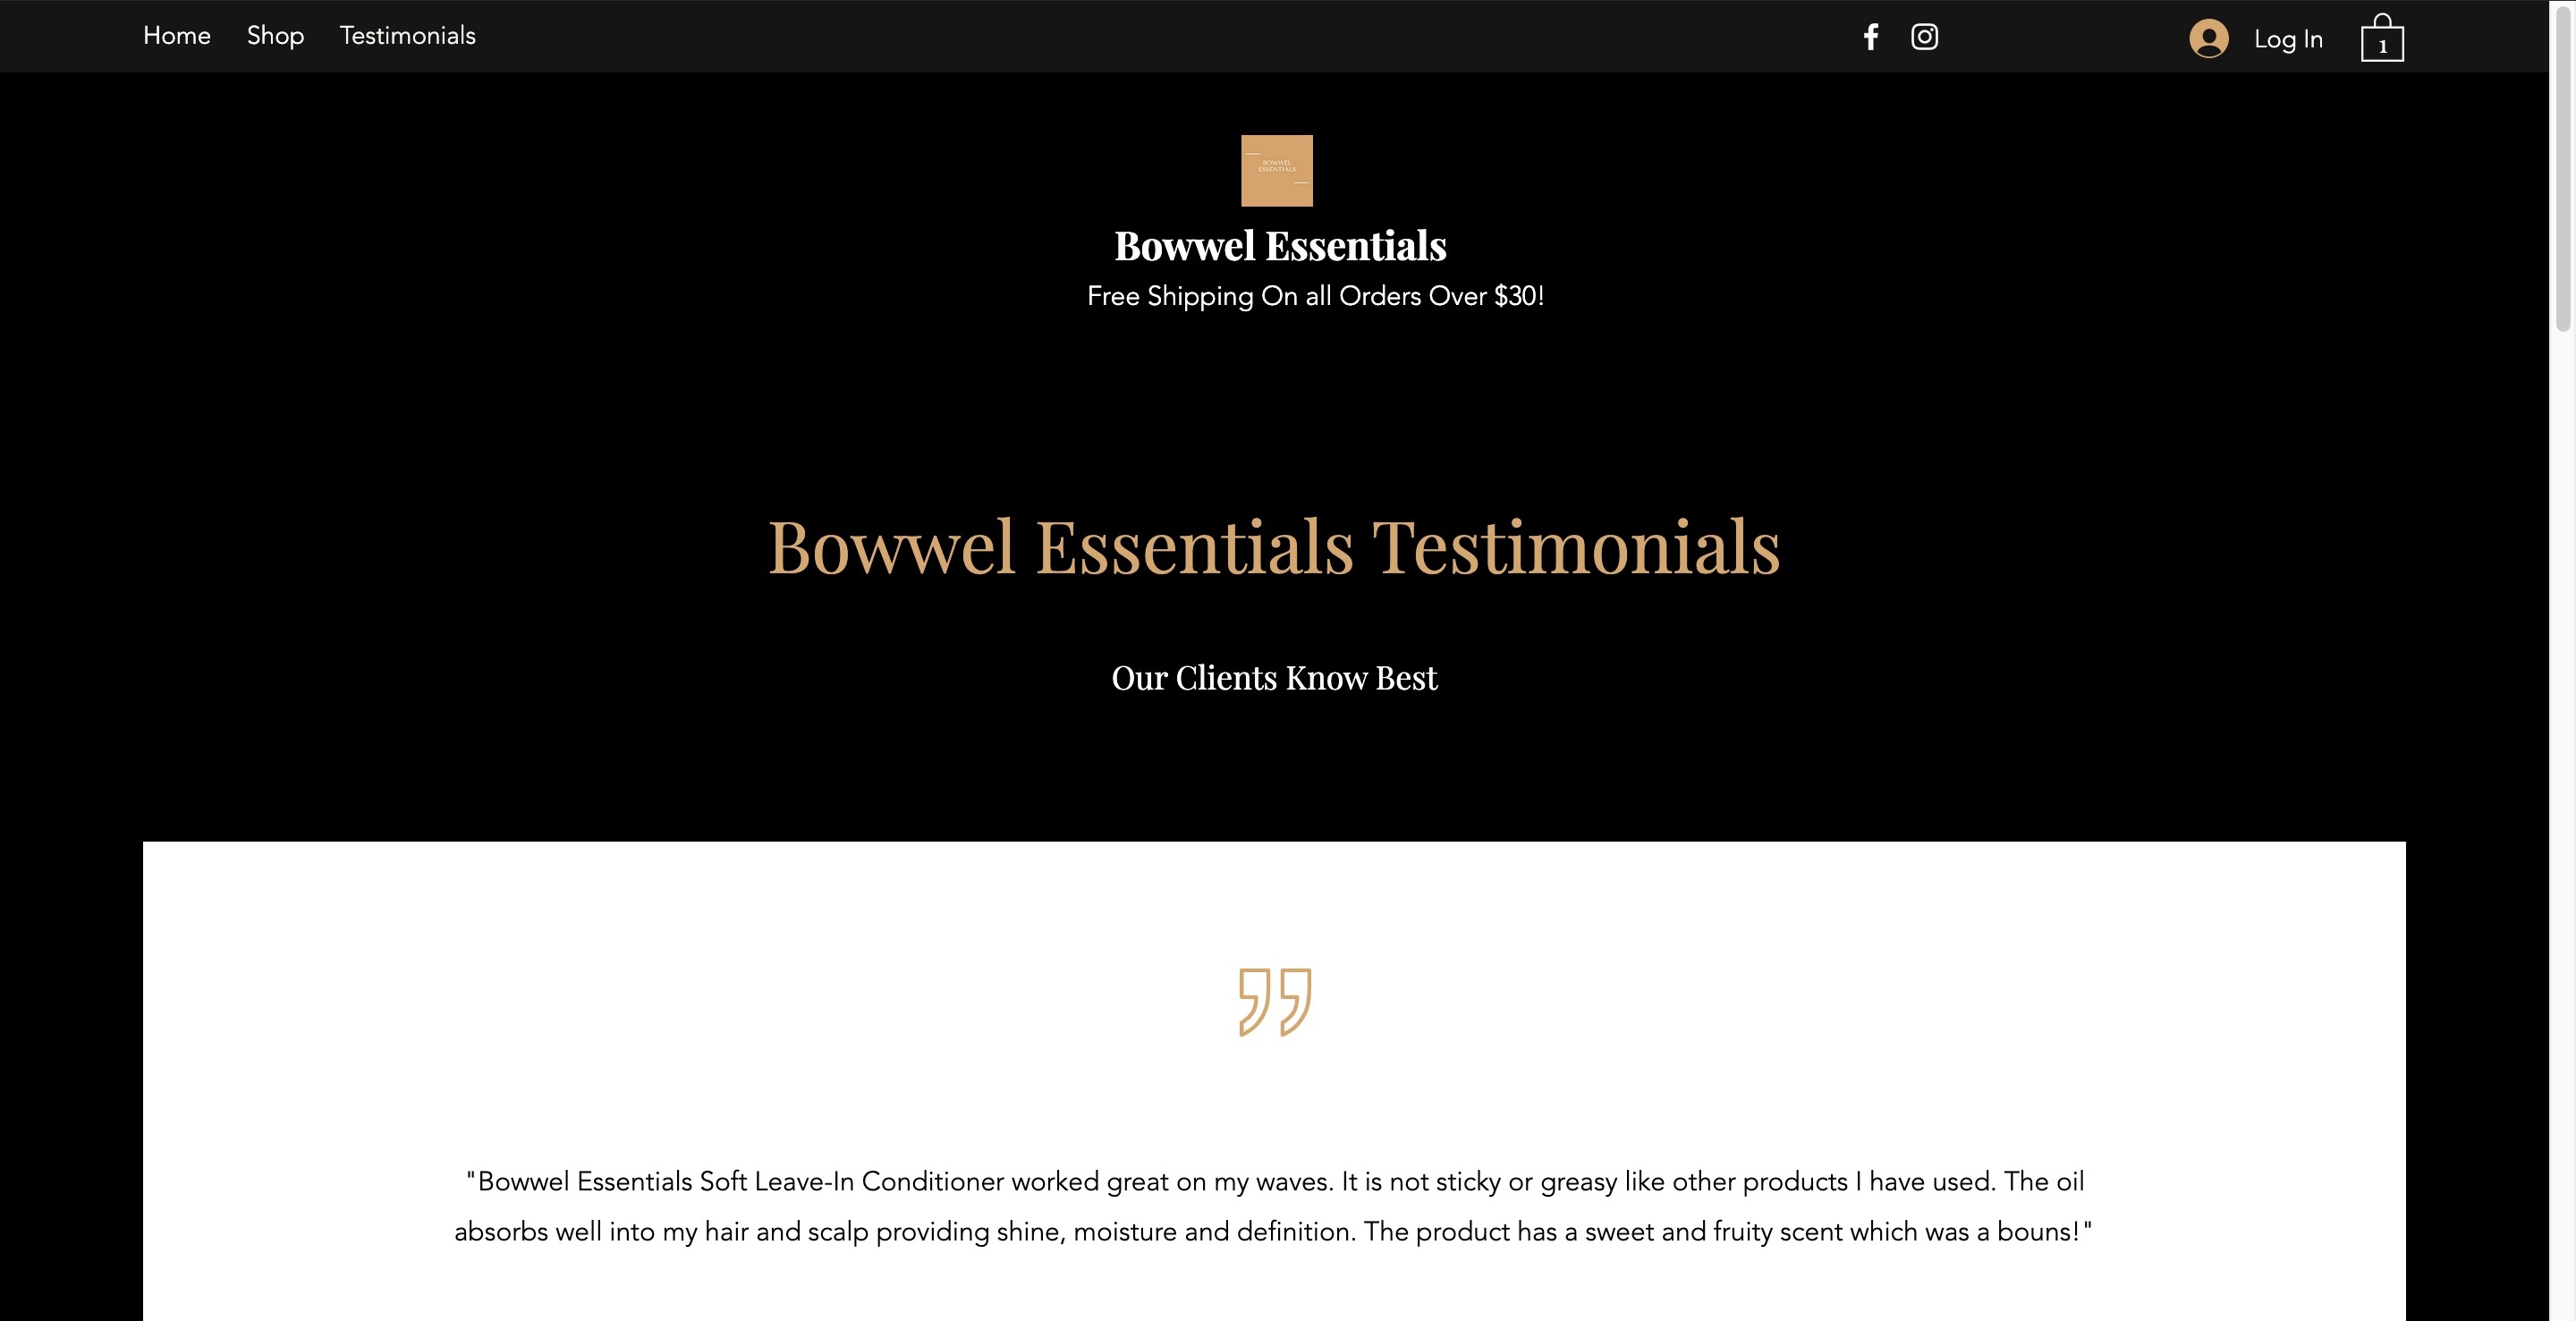 Home Shop Testimonials Log In 1
BOWWEL
ESSENTIALS
Bowwel Essentials
Free Shipping On all Orders Over $30!
Bowwel Essentials Testimonials
Our Clients Know Best
"Bowwel Essentials Soft Leave-In Conditioner worked great on my waves. It is not sticky or greasy like other products I have used. The oil
absorbs well into my hair and scalp providing shine, moisture and definition. The product has a sweet and fruity scent which was a bouns!"